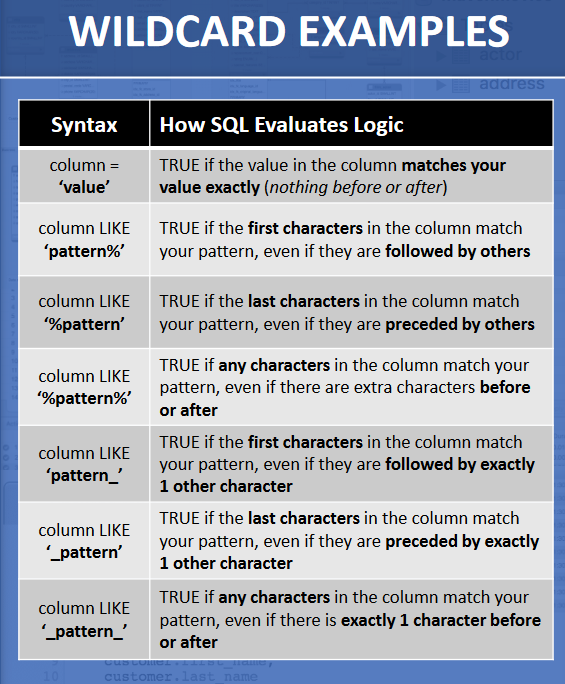 WILDCARD EXAMPLES
actor
address
Syntax
How SQL Evaluates Logic
column =
‘value’
TRUE if the value in the column matches your
value exactly (nothing before or after)
column LIKE
‘pattern%’
TRUE if the first characters in the column match
your pattern, even if they are followed by others
column LIKE
‘%pattern’
TRUE if the last characters in the column match
your pattern, even if they are preceded by others
column LIKE
‘%pattern%’
TRUE if any characters in the column match your
pattern, even if there are extra characters before
or after
column LIKE
‘pattern_’
TRUE if the first characters in the column match
your pattern, even if they are followed by exactly
1 other character
column LIKE
‘_pattern’
TRUE if the last characters in the column match
your pattern, even if they are preceded by exactly
1 other character
column LIKE
‘_pattern_’
TRUE if any characters in the column match your
pattern, even if there is exactly 1 character before
or after
9 customer.first_name,
10 customer.last_name